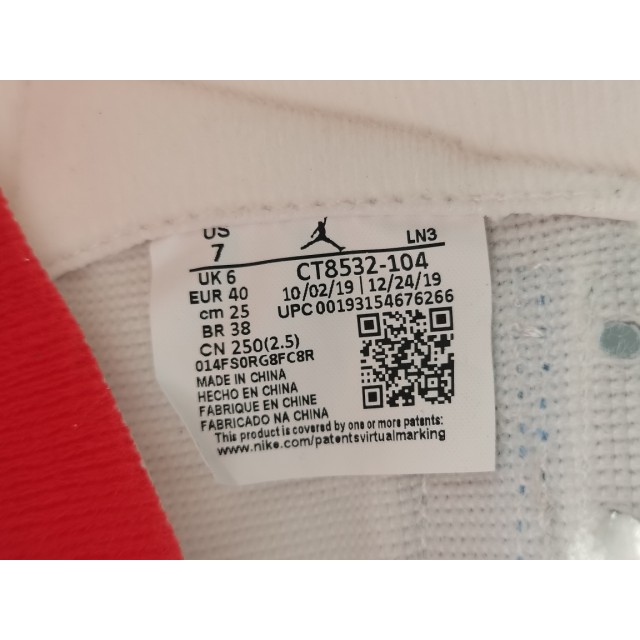 US
7
LN3
UK 6
CT8532-104
EUR 40
10/02/19 | 12/24/19
cm 25
UPC 00193154676266
BR 38
CN 250(2.5)
014FS0RG8FC8R
MADE IN CHINA
HECHO EN CHINA
FABRIQUE EN CHINE
FABRICADO NA CHINA
This product is covered by one or more patents
www.nike.com/patentsvirtualmarking